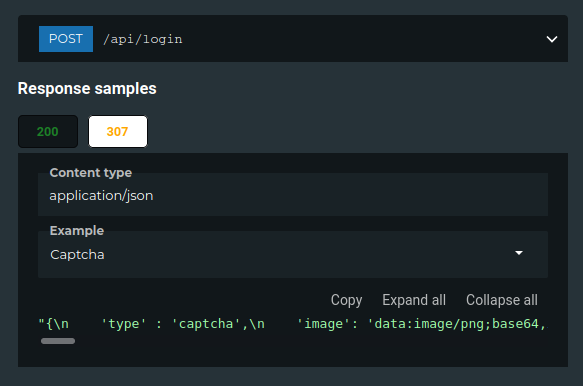 POST /api/login
Response samples
200 307
Content type
application/json
Example
Captcha
Copy Expand all Collapse all
"{\n    'type' : 'captcha',\n    'image': 'data:image/png;base64,